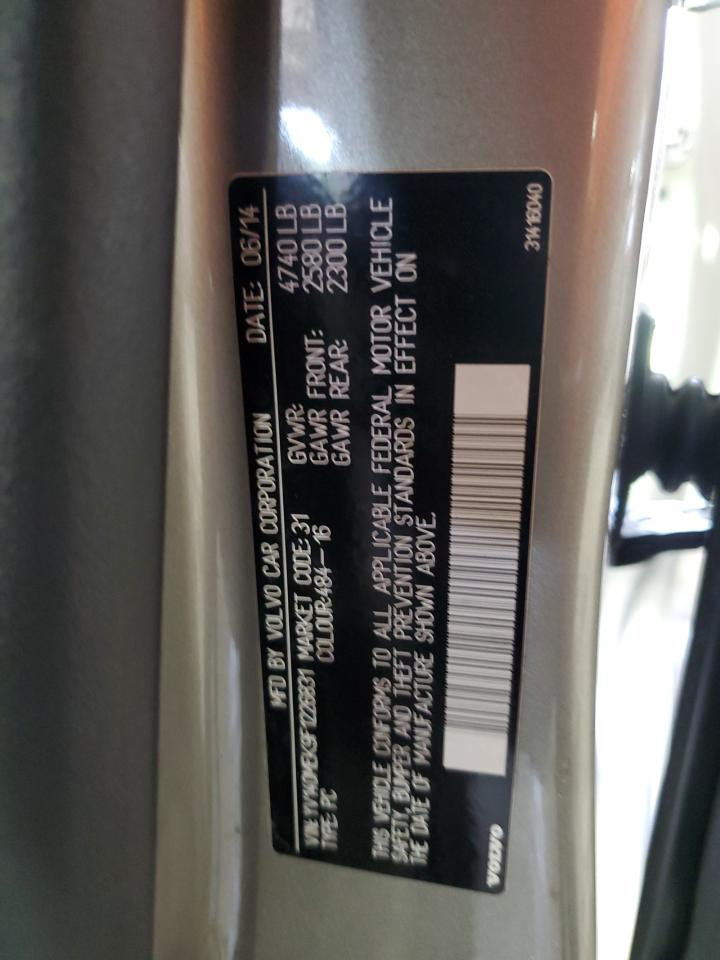 MFD BY VOLVO CAR CORPORATION DATE: 06/14
VIN: YV140MEK9F1226831 MARKET CODE: 31 GVWR: 4740 LB
TYPE: PC COLOUR:484-16 GAWR FRONT: 2580 LB
GAWR REAR: 2300 LB
THIS VEHICLE CONFORMS TO ALL APPLICABLE FEDERAL MOTOR VEHICLE
SAFETY, BUMPER AND THEFT PREVENTION STANDARDS IN EFFECT ON
THE DATE OF MANUFACTURE SHOWN ABOVE.
VOLVO 31416040